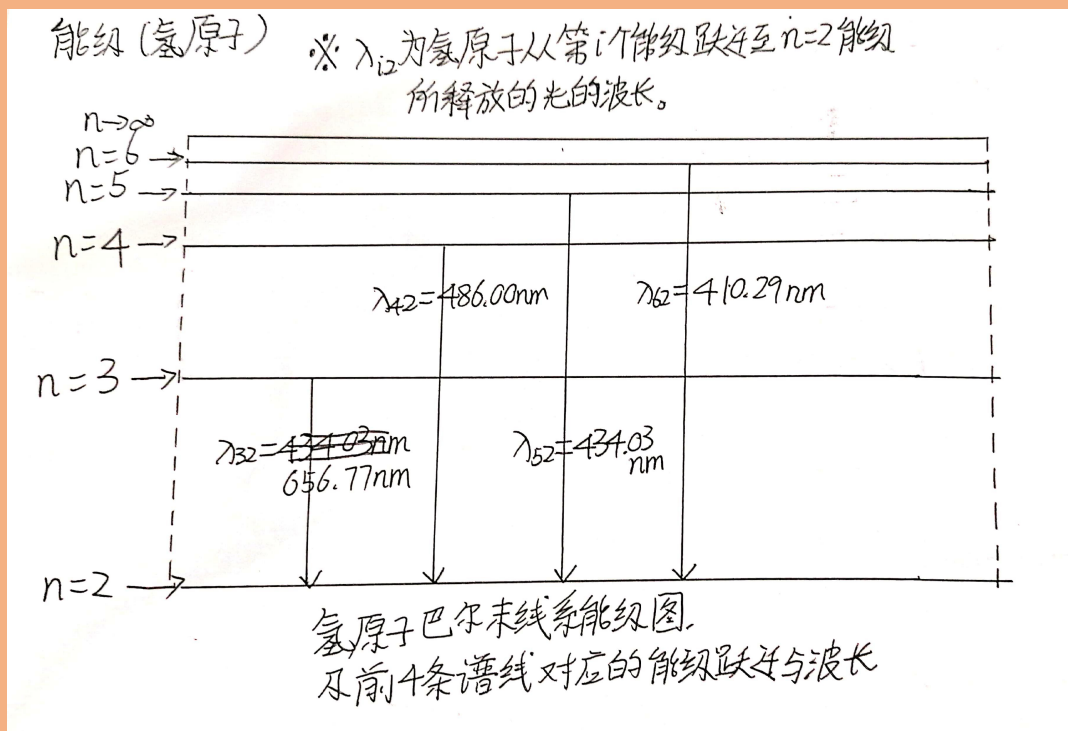 能级(氢原子)
※ λi2为氢原子从第i个能级跃迁至n=2能级
所释放的光的波长。
n→∞
n=6→
n=5→
n=4→
λ42=486.00nm
λ62=410.29nm
n=3→
λ32=434.03nm
656.77nm
λ52=434.03
nm
n=2→
氢原子巴尔末线系能级图.
及前4条谱线对应的能级跃迁与波长